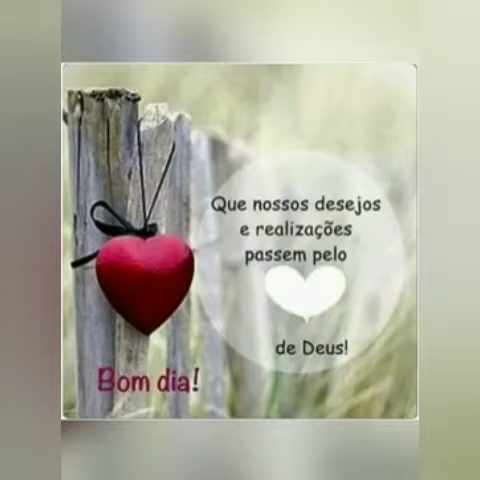 Que nossos desejos
e realizações
passem pelo
de Deus!
Bom dia!